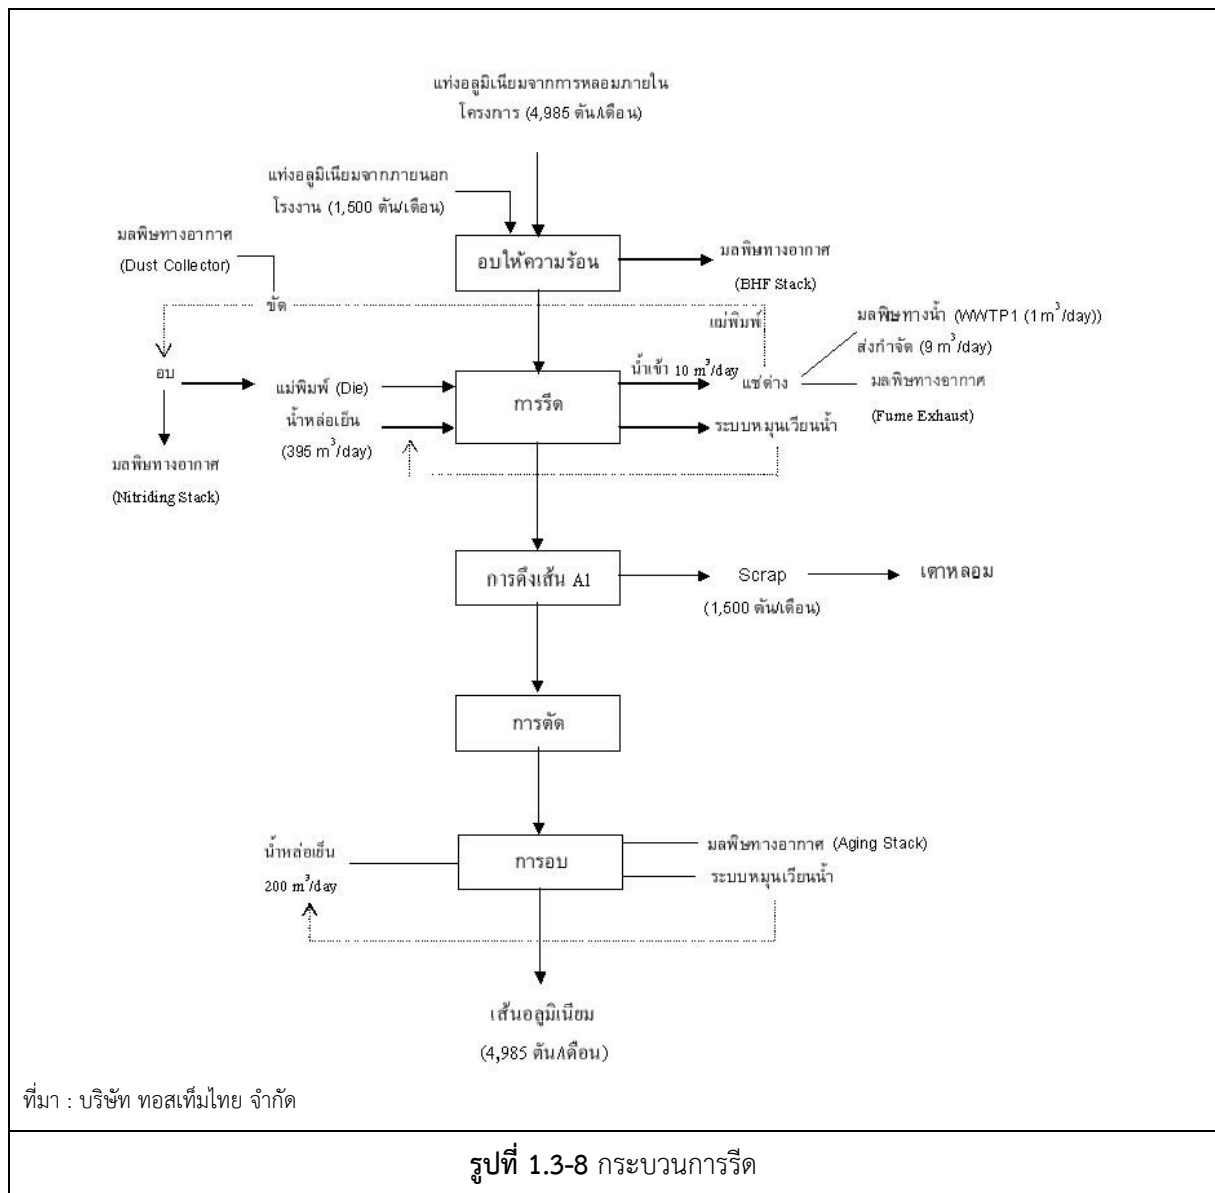 แท่งอลูมิเนียมจากการหลอมภายใน
โครงการ (4,985 ตัน/เดือน)
แท่งอลูมิเนียมจากภายนอก
โรงงาน (1,500 ตัน/เดือน)
มลพิษทางอากาศ
(Dust Collector)
อบให้ความร้อน
มลพิษทางอากาศ
(BHF Stack)
ขัด
แม่พิมพ์
มลพิษทางน้ำ (WWTP1 (1 m³/day))
ส่งกำจัด (9 m³/day)
อบ
แม่พิมพ์ (Die)
การรีด
น้ำเข้า 10 m³/day
แช่ด่าง
มลพิษทางอากาศ
(Fume Exhaust)
น้ำหล่อเย็น
(395 m³/day)
ระบบหมุนเวียนน้ำ
มลพิษทางอากาศ
(Nitriding Stack)
การดึงเส้น Al
Scrap
(1,500 ตัน/เดือน)
เตาหลอม
การตัด
น้ำหล่อเย็น
200 m³/day
การอบ
มลพิษทางอากาศ (Aging Stack)
ระบบหมุนเวียนน้ำ
เส้นอลูมิเนียม
(4,985 ตัน/เดือน)
ที่มา : บริษัท ทอสเท็มไทย จำกัด
รูปที่ 1.3-8 กระบวนการรีด